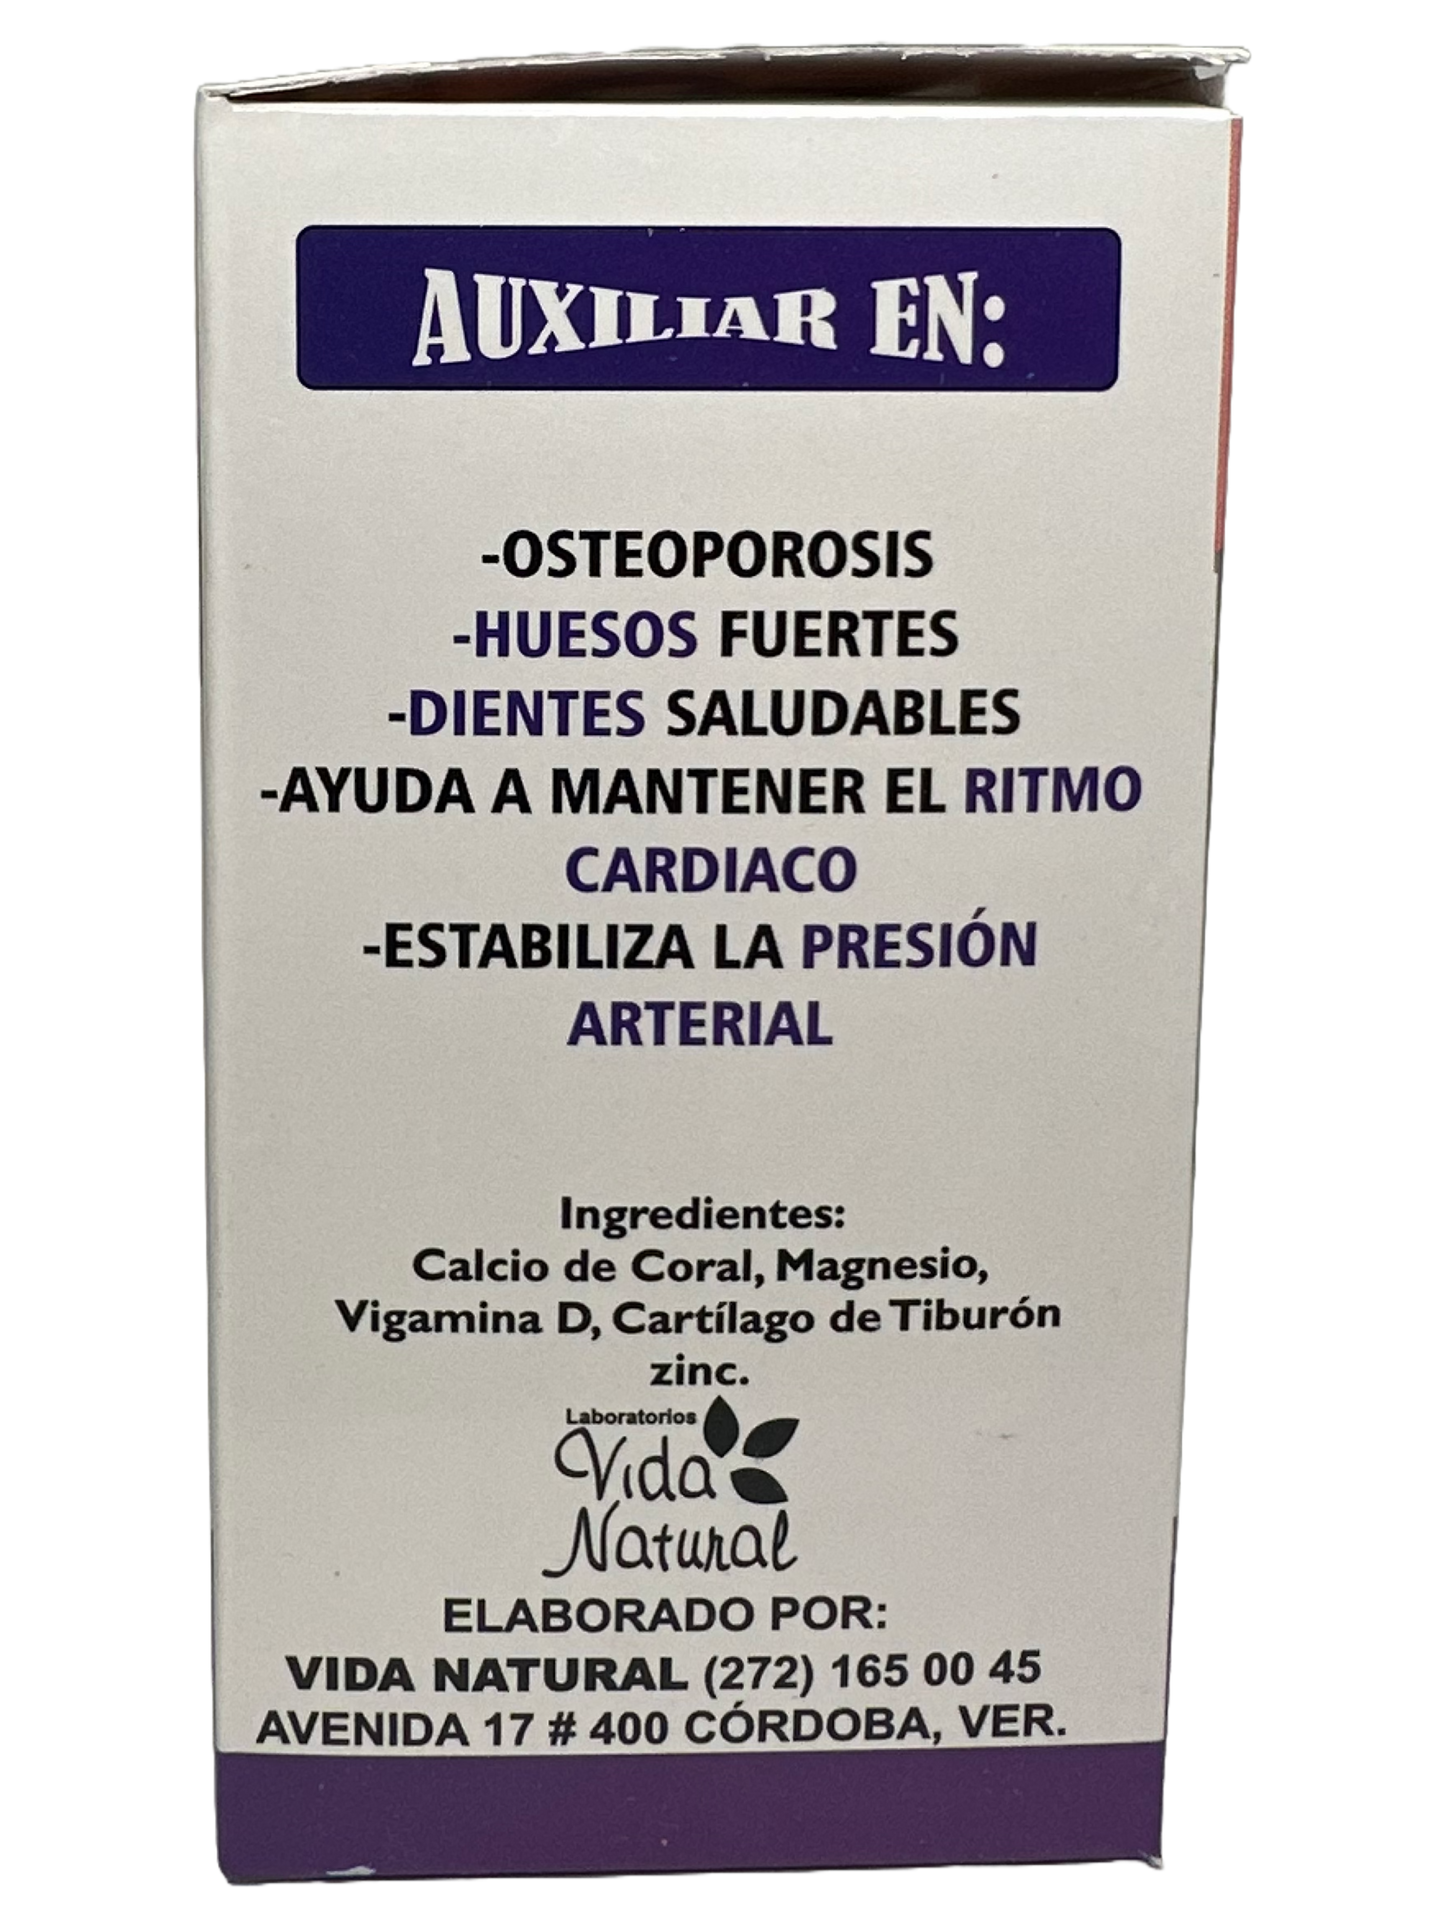 AUXILIAR EN:
-OSTEOPOROSIS
-HUESOS FUERTES
-DIENTES SALUDABLES
-AYUDA A MANTENER EL RITMO
CARDIACO
-ESTABILIZA LA PRESIÓN
ARTERIAL
Ingredientes:
Calcio de Coral, Magnesio,
Vigamina D, Cartílago de Tiburón
zinc.
Laboratorios
Vida
Natural
ELABORADO POR:
VIDA NATURAL (272) 165 00 45
AVENIDA 17 # 400 CÓRDOBA, VER.